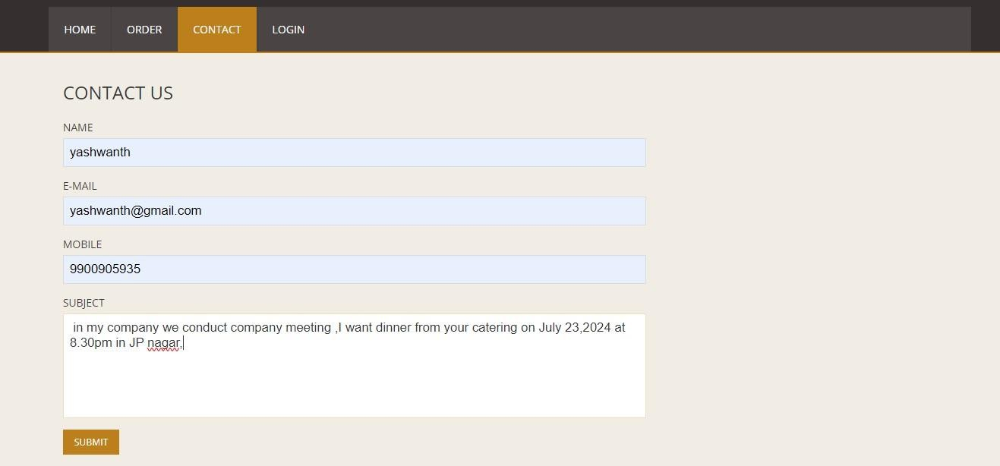 HOME ORDER CONTACT LOGIN
CONTACT US
NAME
yashwanth
E-MAIL
yashwanth@gmail.com
MOBILE
9900905935
SUBJECT
in my company we conduct company meeting ,I want dinner from your catering on July 23,2024 at
8.30pm in JP nagar,
SUBMIT